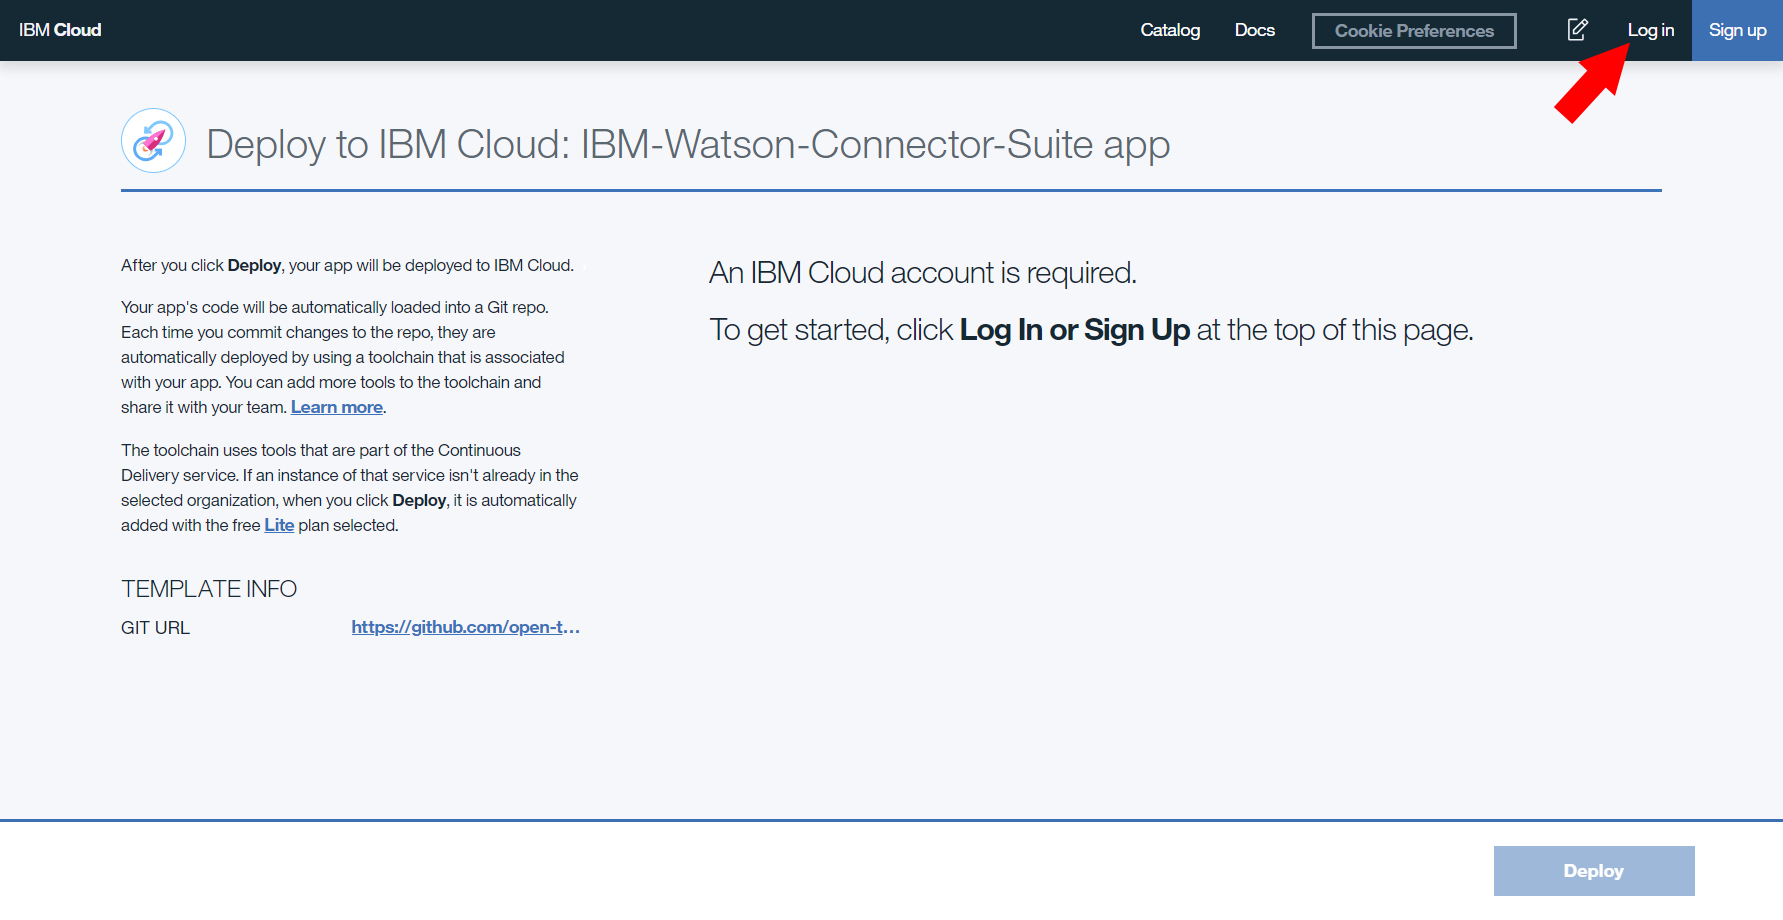 IBM Cloud
Catalog
Docs
Cookie Preferences
Log in
Sign up
Deploy to IBM Cloud: IBM-Watson-Connector-Suite app
After you click Deploy, your app will be deployed to IBM Cloud.
Your app's code will be automatically loaded into a Git repo.
Each time you commit changes to the repo, they are
automatically deployed by using a toolchain that is associated
with your app. You can add more tools to the toolchain and
share it with your team. Learn more.
The toolchain uses tools that are part of the Continuous
Delivery service. If an instance of that service isn't already in the
selected organization, when you click Deploy, it is automatically
added with the free Lite plan selected.
TEMPLATE INFO
GIT URL
https://github.com/open-t...
An IBM Cloud account is required.
To get started, click Log In or Sign Up at the top of this page.
Deploy